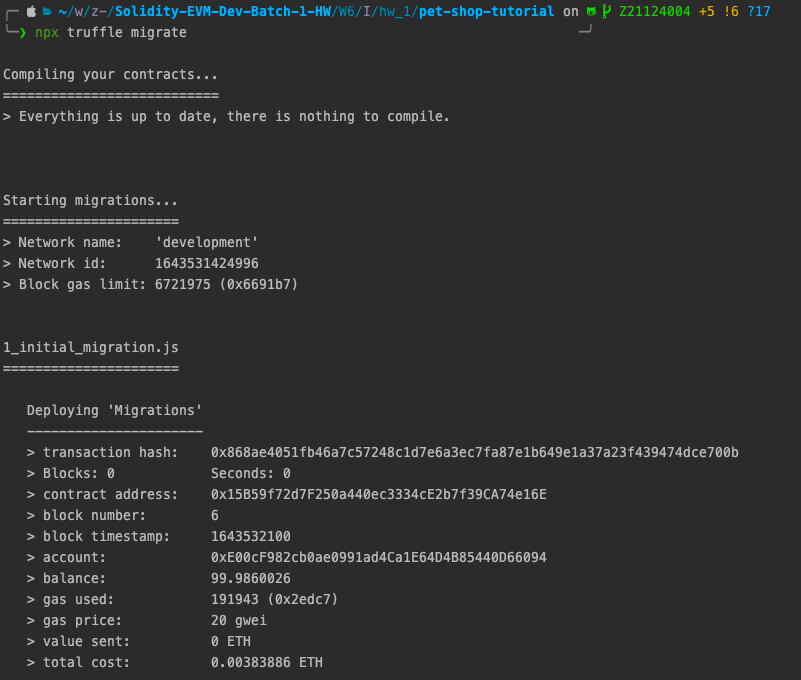 ~/w/z-/Solidity-EVM-Dev-Batch-1-HW/W6/I/hw_1/pet-shop-tutorial on Z21124004 +5 !6 ?17
❯ npx truffle migrate
Compiling your contracts...
===========================
> Everything is up to date, there is nothing to compile.
Starting migrations...
======================
> Network name:    'development'
> Network id:      1643531424996
> Block gas limit: 6721975 (0x6691b7)
1_initial_migration.js
======================
Deploying 'Migrations'
----------------------
> transaction hash:    0x868ae4051fb46a7c57248c1d7e6a3ec7fa87e1b649e1a37a23f439474dce700b
> Blocks: 0            Seconds: 0
> contract address:    0x15B59f72d7F250a440ec3334cE2b7f39CA74e16E
> block number:        6
> block timestamp:     1643532100
> account:             0xE00cF982cb0ae0991ad4Ca1E64D4B85440D66094
> balance:             99.9860026
> gas used:            191943 (0x2edc7)
> gas price:           20 gwei
> value sent:          0 ETH
> total cost:          0.00383886 ETH